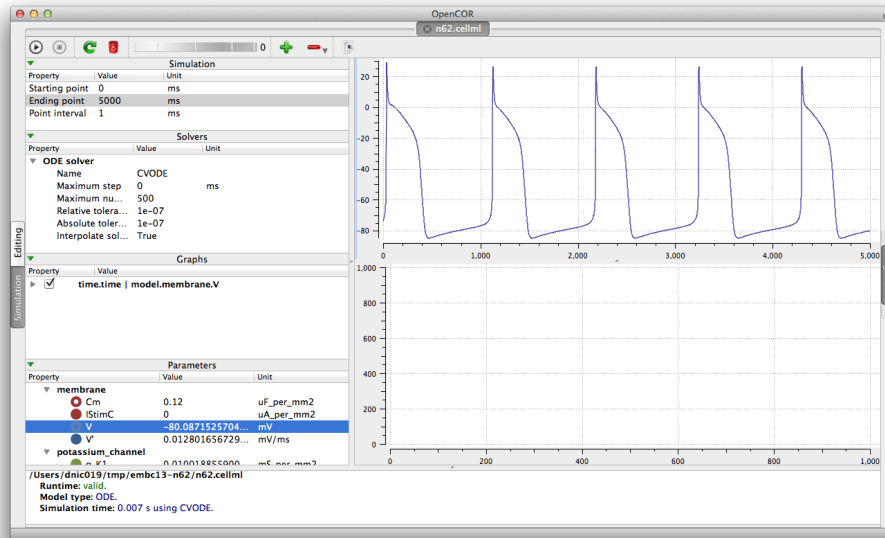 OpenCOR
n62.cellml
0
Simulation
Property Value Unit
Starting point 0 ms
Ending point 5000 ms
Point interval 1 ms
Solvers
Property Value Unit
ODE solver
Name CVODE
Maximum step 0 ms
Maximum nu... 500
Relative tolera... 1e-07
Absolute toler... 1e-07
Interpolate sol... True
Graphs
Property Value
time.time | model.membrane.V
Parameters
Property Value Unit
membrane
Cm 0.12 uF_per_mm2
IStimC 0 uA_per_mm2
V -80.0871525704... mV
V' 0.012801656729... mV/ms
potassium_channel
g_K1 0.010018855900 mS_per_mm2
Editing
Simulation
20
0
-20
-40
-60
-80
0 1,000 2,000 3,000 4,000 5,000
1,000
800
600
400
200
0
0 200 400 600 800 1,000
/Users/dnic019/tmp/embc13-n62/n62.cellml
Runtime: valid.
Model type: ODE.
Simulation time: 0.007 s using CVODE.